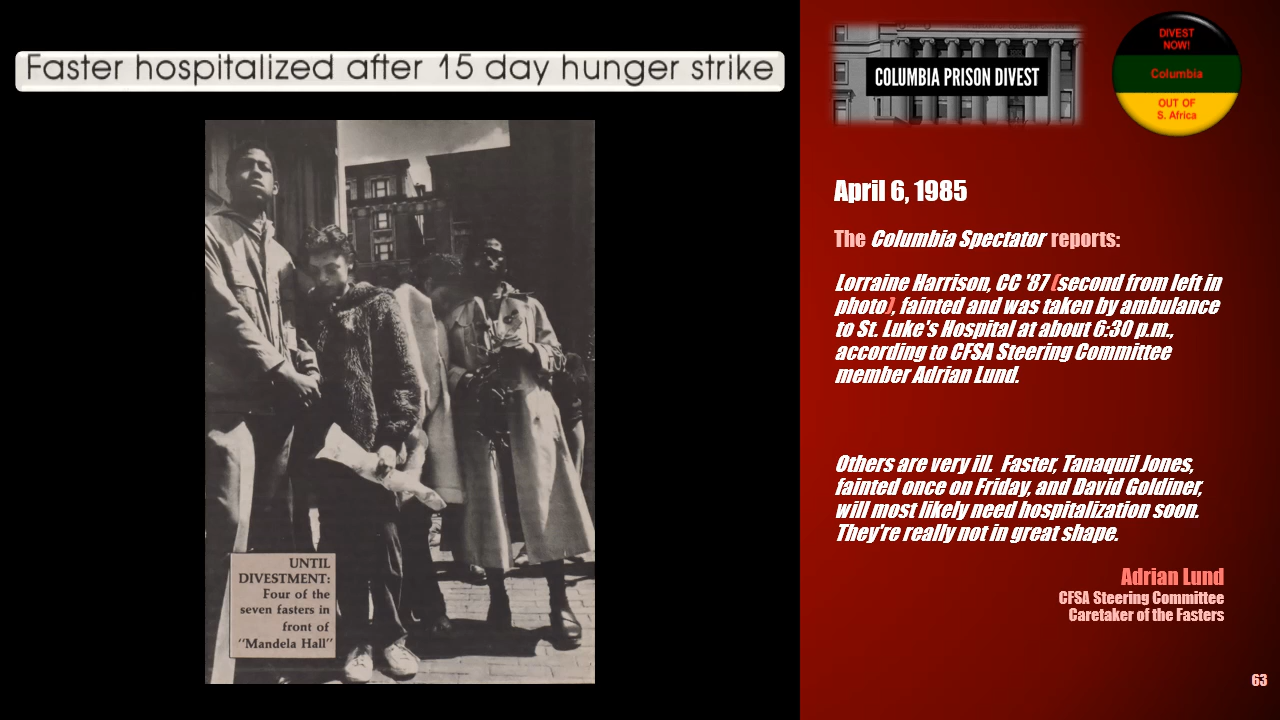 Faster hospitalized after 15 day hunger strike
UNTIL
DIVESTMENT:
Four of the
seven fasters in
front of
"Mandela Hall"
COLUMBIA PRISON DIVEST
DIVEST
NOW!
Columbia
OUT OF
S. Africa
April 6, 1985
The Columbia Spectator reports:
Lorraine Harrison, CC '87 (second from left in
photo), fainted and was taken by ambulance
to St. Luke's Hospital at about 6:30 p.m.,
according to CFSA Steering Committee
member Adrian Lund.
Others are very ill.  Faster, Tanaquil Jones,
fainted once on Friday, and David Goldiner,
will most likely need hospitalization soon.
They're really not in great shape.
Adrian Lund
CFSA Steering Committee
Caretaker of the Fasters
63